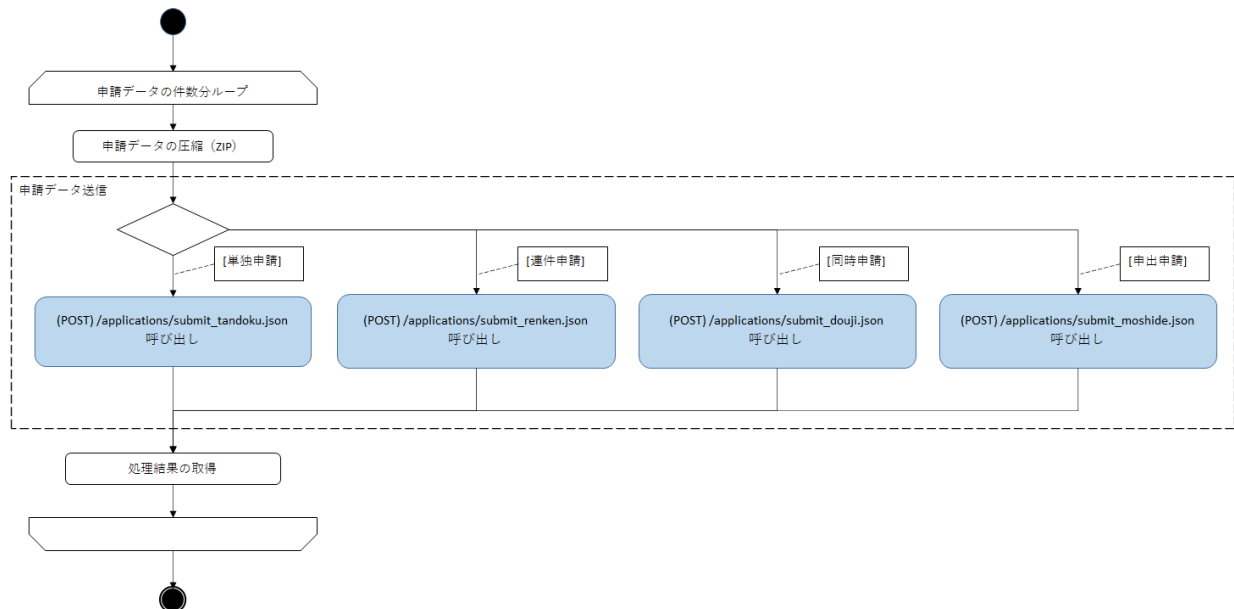 申請データの件数分ループ
申請データの圧縮（ZIP）
申請データ送信
[単独申請]
[連件申請]
[同時申請]
[申出申請]
(POST) /applications/submit_tandoku.json
呼び出し
(POST) /applications/submit_renken.json
呼び出し
(POST) /applications/submit_douji.json
呼び出し
(POST) /applications/submit_moshide.json
呼び出し
処理結果の取得